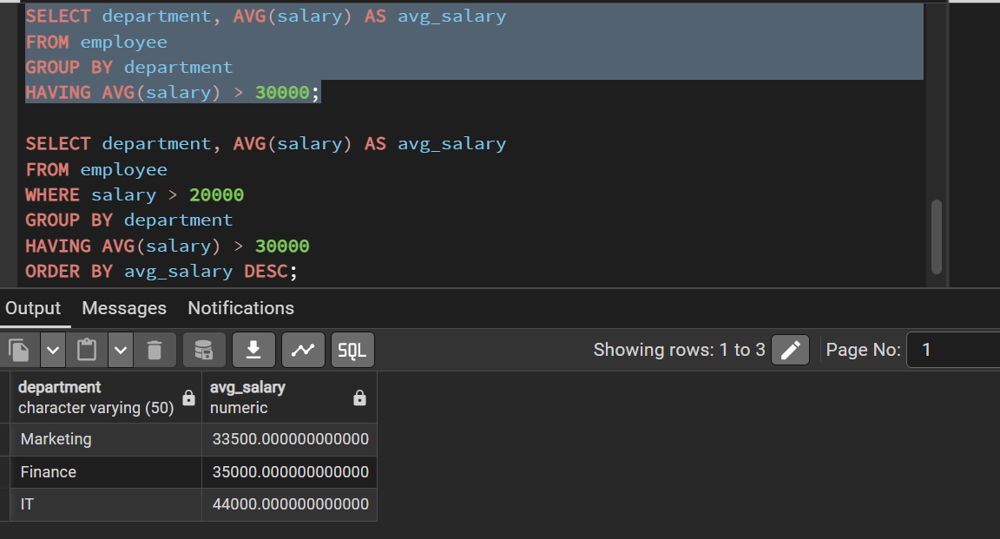 SELECT department, AVG(salary) AS avg_salary
FROM employee
GROUP BY department
HAVING AVG(salary) > 30000;
SELECT department, AVG(salary) AS avg_salary
FROM employee
WHERE salary > 20000
GROUP BY department
HAVING AVG(salary) > 30000
ORDER BY avg_salary DESC;
Output Messages Notifications
SQL Showing rows: 1 to 3 Page No: 1
department avg_salary
character varying (50) numeric
Marketing 33500.000000000000
Finance 35000.000000000000
IT 44000.000000000000